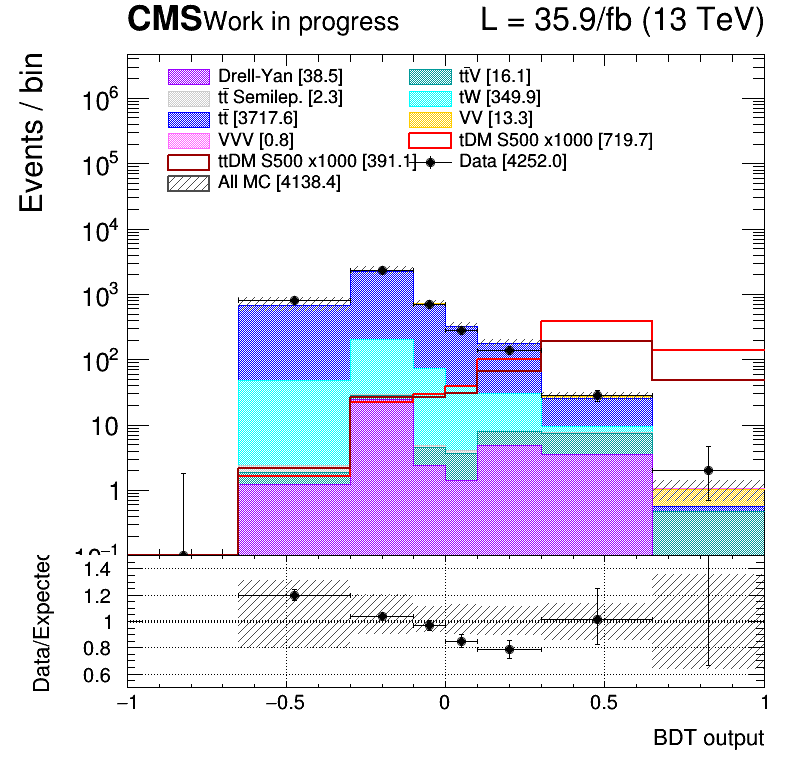 CMS Work in progress L = 35.9/fb (13 TeV)
Events / bin
Drell-Yan [38.5] tt̄V [16.1]
tt̄ Semilep. [2.3] tW [349.9]
tt̄ [3717.6] VV [13.3]
VVV [0.8] tDM S500 x1000 [719.7]
ttDM S500 x1000 [391.1] Data [4252.0]
All MC [4138.4]
10⁶
10⁵
10⁴
10³
10²
10
1
10⁻¹
Data/Expected
1.4
1.2
1
0.8
0.6
−1 −0.5 0 0.5 1
BDT output